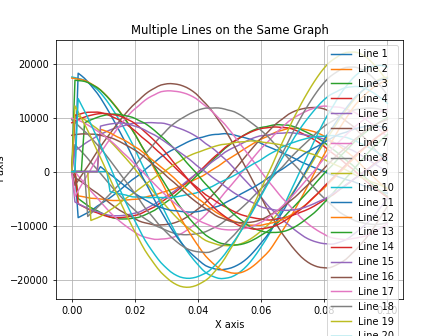 Multiple Lines on the Same Graph
20000
10000
0
−10000
−20000
0.00
0.02
0.04
0.06
X axis
Line 1
Line 2
Line 3
Line 4
Line 5
Line 6
Line 7
Line 8
Line 9
Line 10
Line 11
Line 12
Line 13
Line 14
Line 15
Line 16
Line 17
Line 18
Line 19
Line 20